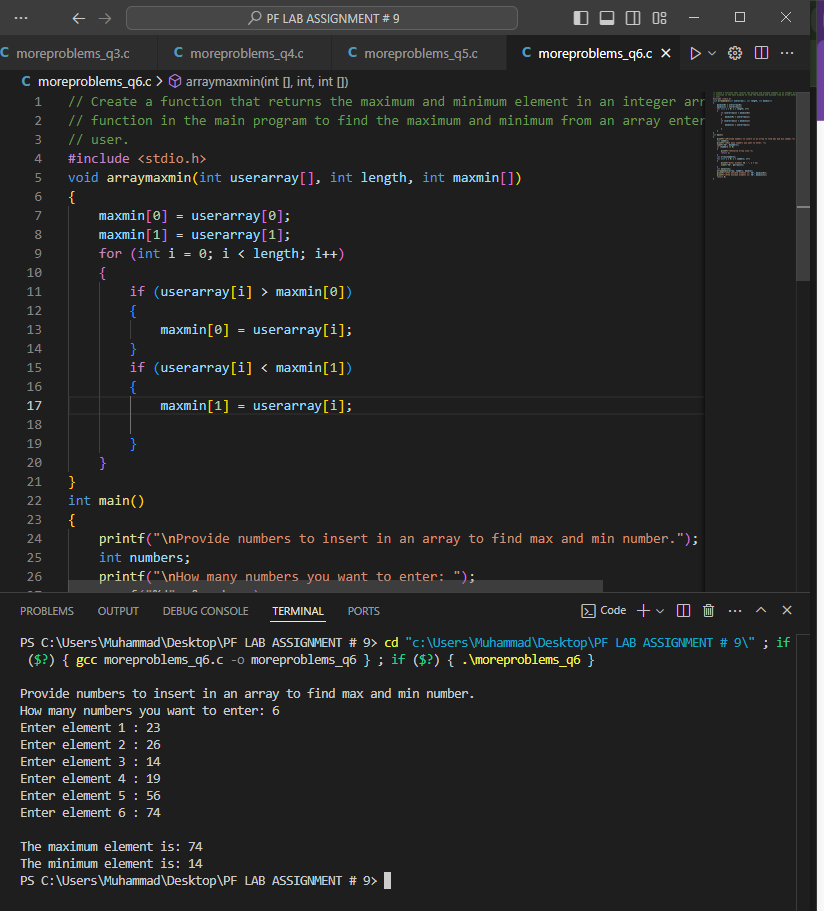 PF LAB ASSIGNMENT # 9
C moreproblems_q3.c C moreproblems_q4.c C moreproblems_q5.c C moreproblems_q6.c
C moreproblems_q6.c > arraymaxmin(int [], int, int [])
1 // Create a function that returns the maximum and minimum element in an integer arr
2 // function in the main program to find the maximum and minimum from an array enter
3 // user.
4 #include <stdio.h>
5 void arraymaxmin(int userarray[], int length, int maxmin[])
6 {
7 maxmin[0] = userarray[0];
8 maxmin[1] = userarray[1];
9 for (int i = 0; i < length; i++)
10 {
11 if (userarray[i] > maxmin[0])
12 {
13 maxmin[0] = userarray[i];
14 }
15 if (userarray[i] < maxmin[1])
16 {
17 maxmin[1] = userarray[i];
18
19 }
20 }
21 }
22 int main()
23 {
24 printf("\nProvide numbers to insert in an array to find max and min number.");
25 int numbers;
26 printf("\nHow many numbers you want to enter: ");
PROBLEMS OUTPUT DEBUG CONSOLE TERMINAL PORTS Code
PS C:\Users\Muhammad\Desktop\PF LAB ASSIGNMENT # 9> cd "c:\Users\Muhammad\Desktop\PF LAB ASSIGNMENT # 9\" ; if
($?) { gcc moreproblems_q6.c -o moreproblems_q6 } ; if ($?) { .\moreproblems_q6 }
Provide numbers to insert in an array to find max and min number.
How many numbers you want to enter: 6
Enter element 1 : 23
Enter element 2 : 26
Enter element 3 : 14
Enter element 4 : 19
Enter element 5 : 56
Enter element 6 : 74
The maximum element is: 74
The minimum element is: 14
PS C:\Users\Muhammad\Desktop\PF LAB ASSIGNMENT # 9>